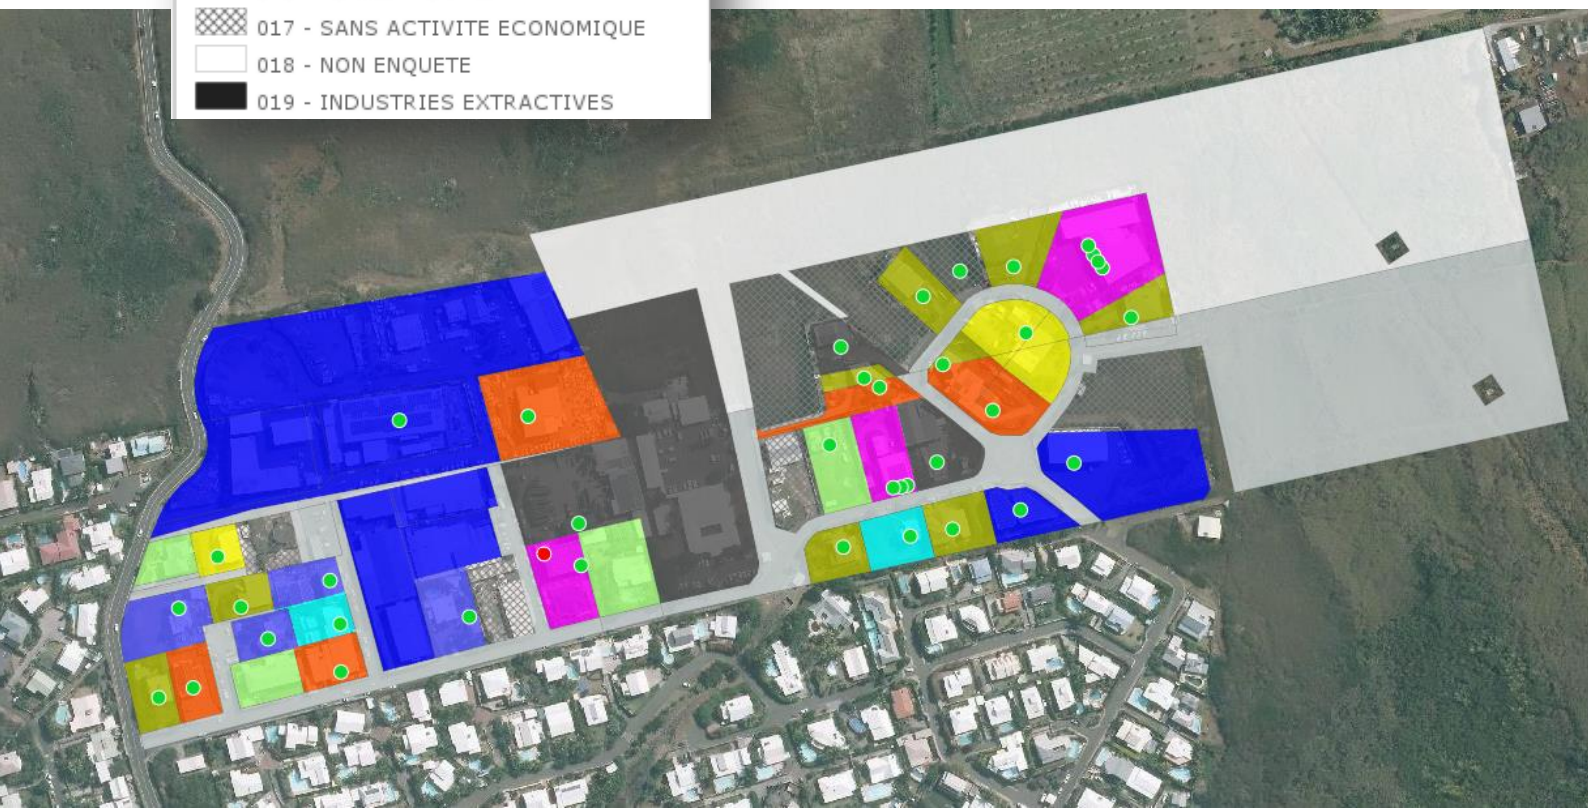 017 - SANS ACTIVITE ECONOMIQUE
018 - NON ENQUETE
019 - INDUSTRIES EXTRACTIVES